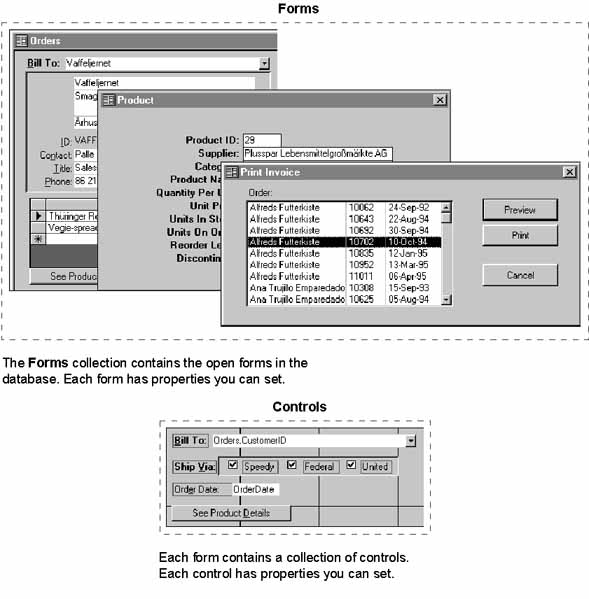 Forms
Orders
Bill To: Vaffeljernet
Vaffeljernet
Smag
Århus
ID: VAFF
Contact: Palle
Title: Sales
Phone: 86 21
Thüringer Re
Vegie-spread
See Produc
Product
Product ID: 29
Supplier: Plusspar Lebensmittelgroßmärkte AG
Categ
Product Na
Quantity Per U
Unit P
Units In Sto
Units On Or
Reorder Le
Discontin
Print Invoice
Order:
Alfreds Futterkiste 10062 24-Sep-92
Alfreds Futterkiste 10643 22-Aug-94
Alfreds Futterkiste 10692 30-Sep-94
Alfreds Futterkiste 10702 10-Oct-94
Alfreds Futterkiste 10835 12-Jan-95
Alfreds Futterkiste 10952 13-Mar-95
Alfreds Futterkiste 11011 06-Apr-95
Ana Trujillo Emparedado 10308 15-Sep-93
Ana Trujillo Emparedado 10625 05-Aug-94
Preview
Print
Cancel
The Forms collection contains the open forms in the
database. Each form has properties you can set.
Controls
Bill To: Orders.CustomerID
Ship Via: Speedy Federal United
Order Date: OrderDate
See Product Details
Each form contains a collection of controls.
Each control has properties you can set.